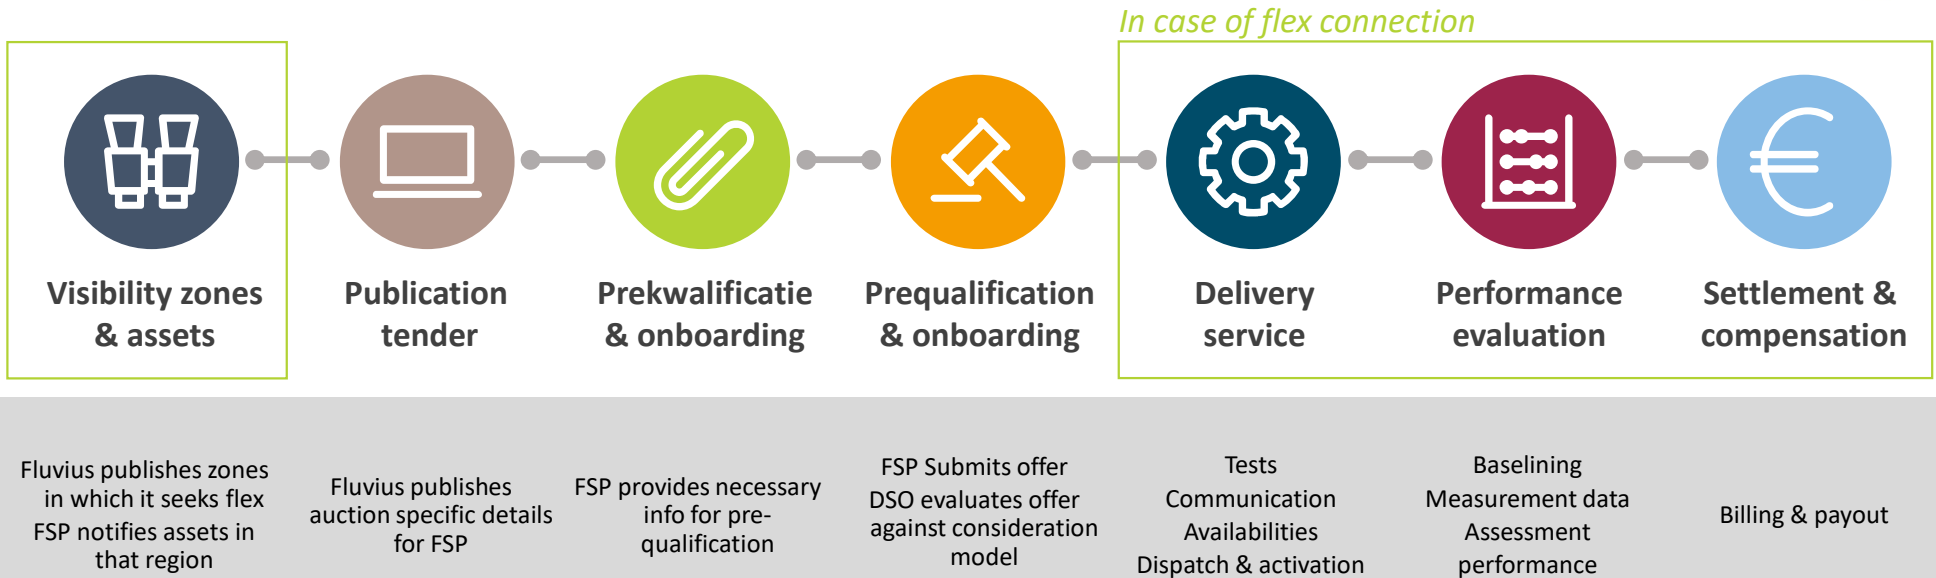 In case of flex connection
Visibility zones
& assets
Publication
tender
Prekwalificatie
& onboarding
Prequalification
& onboarding
Delivery
service
Performance
evaluation
Settlement &
compensation
Fluvius publishes zones
in which it seeks flex
FSP notifies assets in
that region
Fluvius publishes
auction specific details
for FSP
FSP provides necessary
info for pre-
qualification
FSP Submits offer
DSO evaluates offer
against consideration
model
Tests
Communication
Availabilities
Dispatch & activation
Baselining
Measurement data
Assessment
performance
Billing & payout